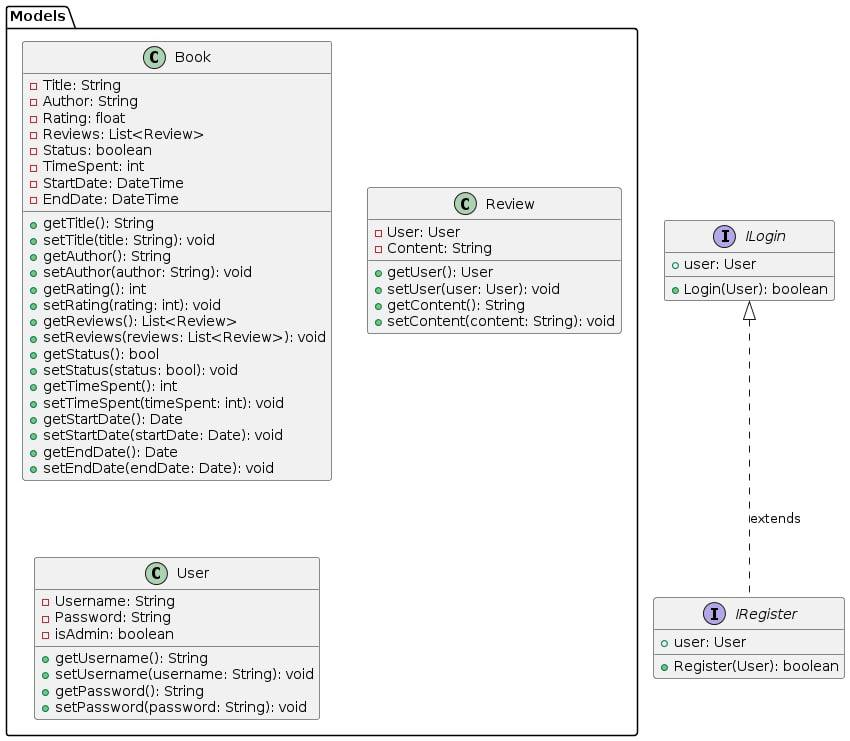 Models
C Book
Title: String
Author: String
Rating: float
Reviews: List<Review>
Status: boolean
TimeSpent: int
StartDate: DateTime
EndDate: DateTime
getTitle(): String
setTitle(title: String): void
getAuthor(): String
setAuthor(author: String): void
getRating(): int
setRating(rating: int): void
getReviews(): List<Review>
setReviews(reviews: List<Review>): void
getStatus(): bool
setStatus(status: bool): void
getTimeSpent(): int
setTimeSpent(timeSpent: int): void
getStartDate(): Date
setStartDate(startDate: Date): void
getEndDate(): Date
setEndDate(endDate: Date): void
C Review
User: User
Content: String
getUser(): User
setUser(user: User): void
getContent(): String
setContent(content: String): void
I ILogin
user: User
Login(User): boolean
extends
C User
Username: String
Password: String
isAdmin: boolean
getUsername(): String
setUsername(username: String): void
getPassword(): String
setPassword(password: String): void
I IRegister
user: User
Register(User): boolean